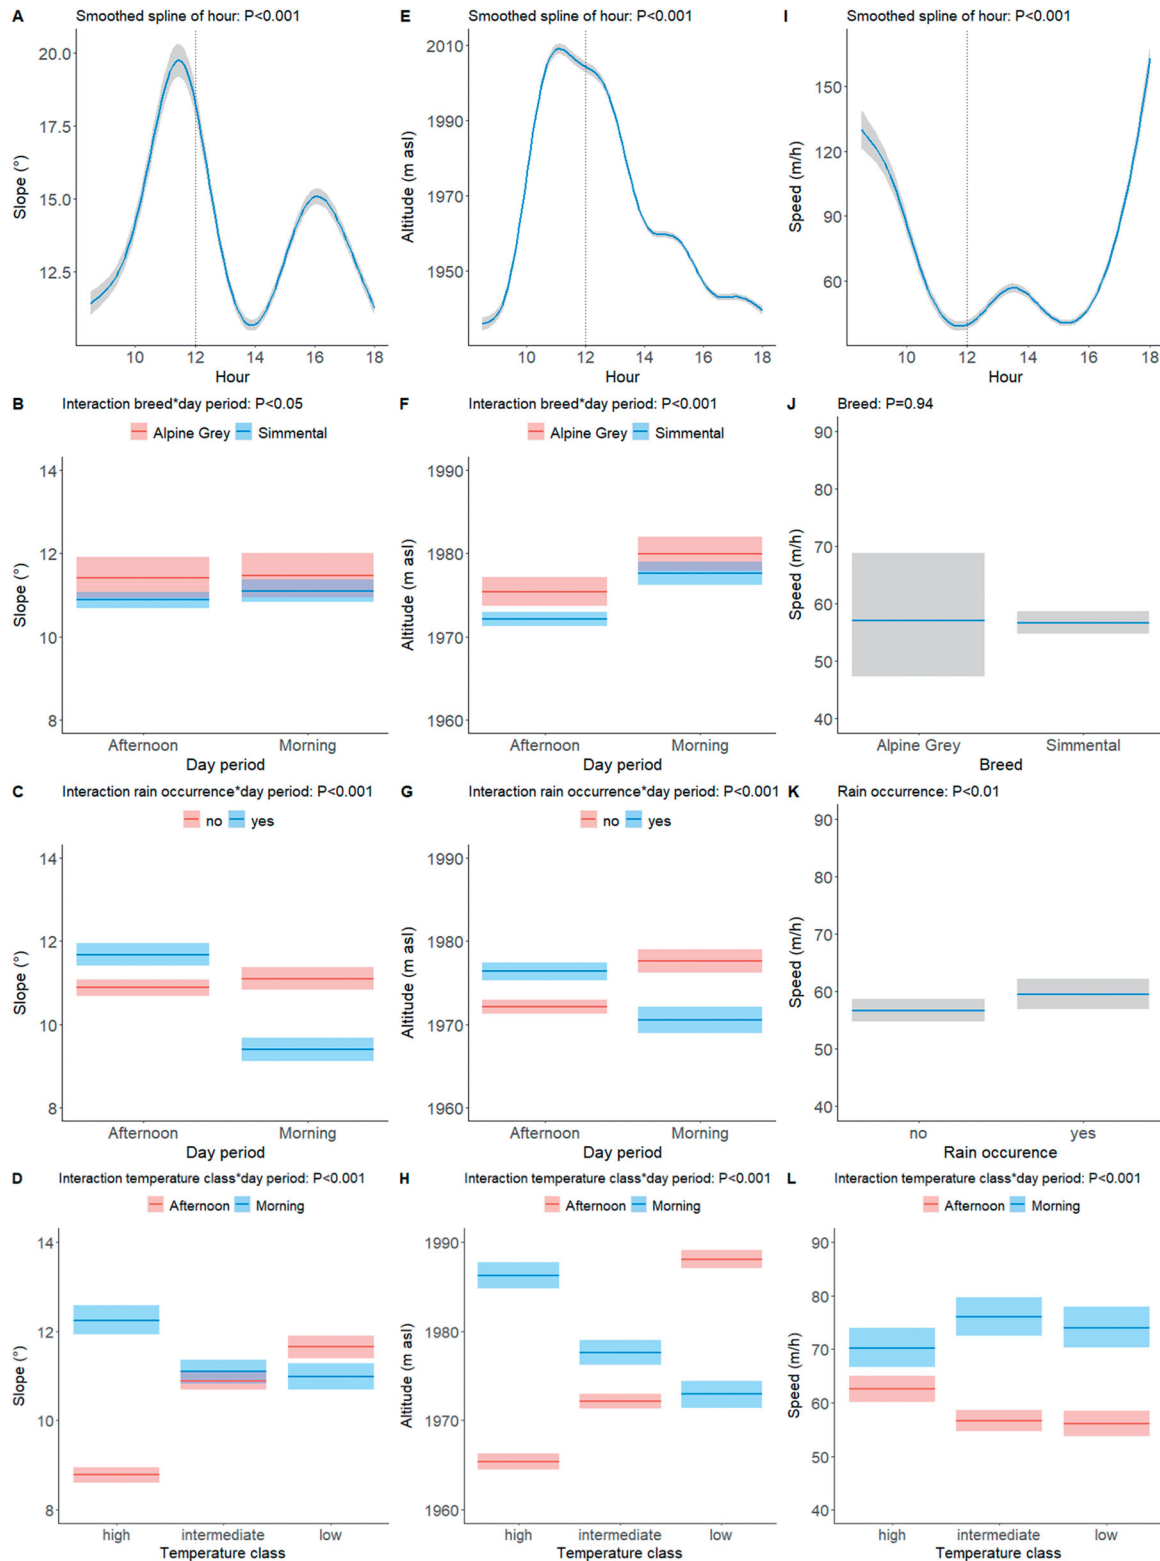 A Smoothed spline of hour: P<0.001
20.0
17.5
15.0
12.5
Slope (°)
10 12 14 16 18
Hour
E Smoothed spline of hour: P<0.001
2010
1990
1970
1950
Altitude (m asl)
10 12 14 16 18
Hour
I Smoothed spline of hour: P<0.001
150
120
90
60
Speed (m/h)
10 12 14 16 18
Hour
B Interaction breed*day period: P<0.05
Alpine Grey Simmental
14
12
10
8
Slope (°)
Afternoon Morning
Day period
F Interaction breed*day period: P<0.001
Alpine Grey Simmental
1990
1980
1970
1960
Altitude (m asl)
Afternoon Morning
Day period
J Breed: P=0.94
90
80
70
60
50
40
Speed (m/h)
Alpine Grey Simmental
Breed
C Interaction rain occurrence*day period: P<0.001
no yes
14
12
10
8
Slope (°)
Afternoon Morning
Day period
G Interaction rain occurrence*day period: P<0.001
no yes
1990
1980
1970
1960
Altitude (m asl)
Afternoon Morning
Day period
K Rain occurrence: P<0.01
90
80
70
60
50
40
Speed (m/h)
no yes
Rain occurence
D Interaction temperature class*day period: P<0.001
Afternoon Morning
14
12
10
8
Slope (°)
high intermediate low
Temperature class
H Interaction temperature class*day period: P<0.001
Afternoon Morning
1990
1980
1970
1960
Altitude (m asl)
high intermediate low
Temperature class
L Interaction temperature class*day period: P<0.001
Afternoon Morning
90
80
70
60
50
40
Speed (m/h)
high intermediate low
Temperature class